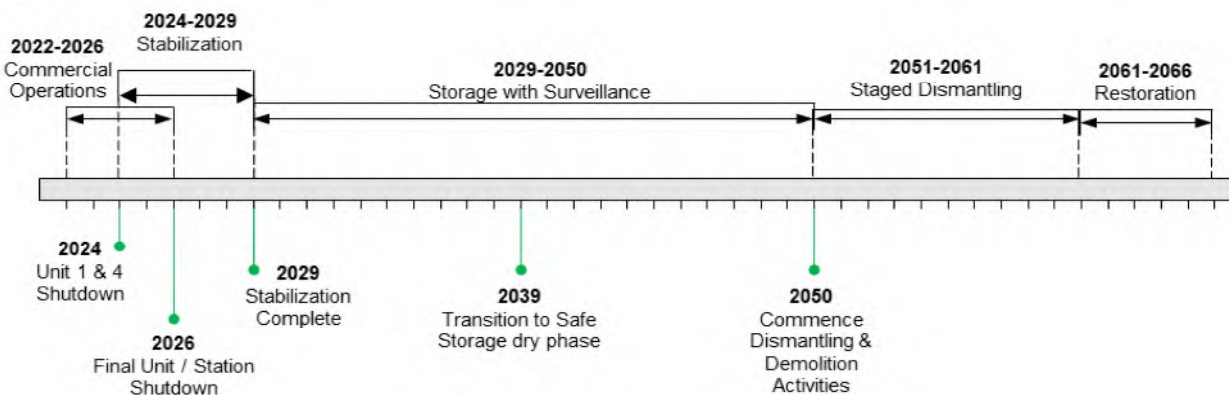 2022-2026
Commercial
Operations
2024-2029
Stabilization
2029-2050
Storage with Surveillance
2051-2061
Staged Dismantling
2061-2066
Restoration
2024
Unit 1 & 4
Shutdown
2026
Final Unit / Station
Shutdown
2029
Stabilization
Complete
2039
Transition to Safe
Storage dry phase
2050
Commence
Dismantling &
Demolition
Activities